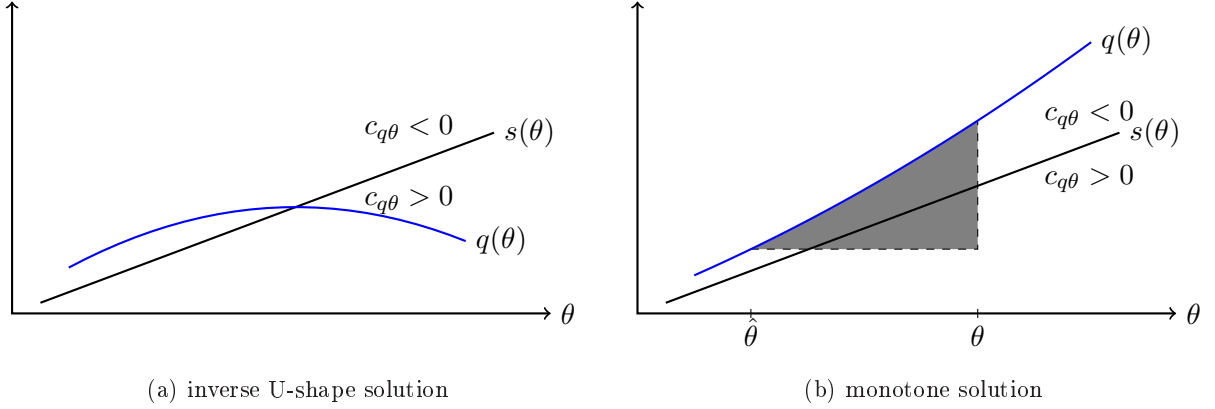 c_{qθ} < 0
s(θ)
c_{qθ} > 0
q(θ)
θ
(a) inverse U-shape solution
q(θ)
c_{qθ} < 0
s(θ)
c_{qθ} > 0
θ
θ̂
θ
(b) monotone solution